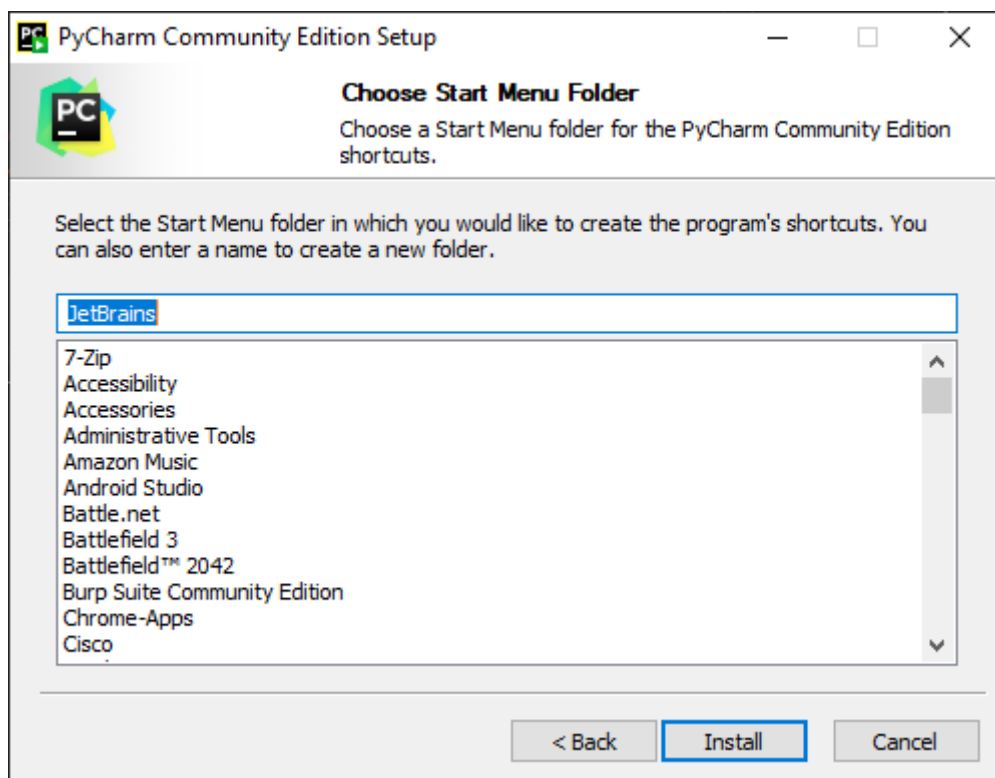 PyCharm Community Edition Setup
PC
Choose Start Menu Folder
Choose a Start Menu folder for the PyCharm Community Edition
shortcuts.
Select the Start Menu folder in which you would like to create the program's shortcuts. You
can also enter a name to create a new folder.
JetBrains
7-Zip
Accessibility
Accessories
Administrative Tools
Amazon Music
Android Studio
Battle.net
Battlefield 3
Battlefield™ 2042
Burp Suite Community Edition
Chrome-Apps
Cisco
< Back
Install
Cancel